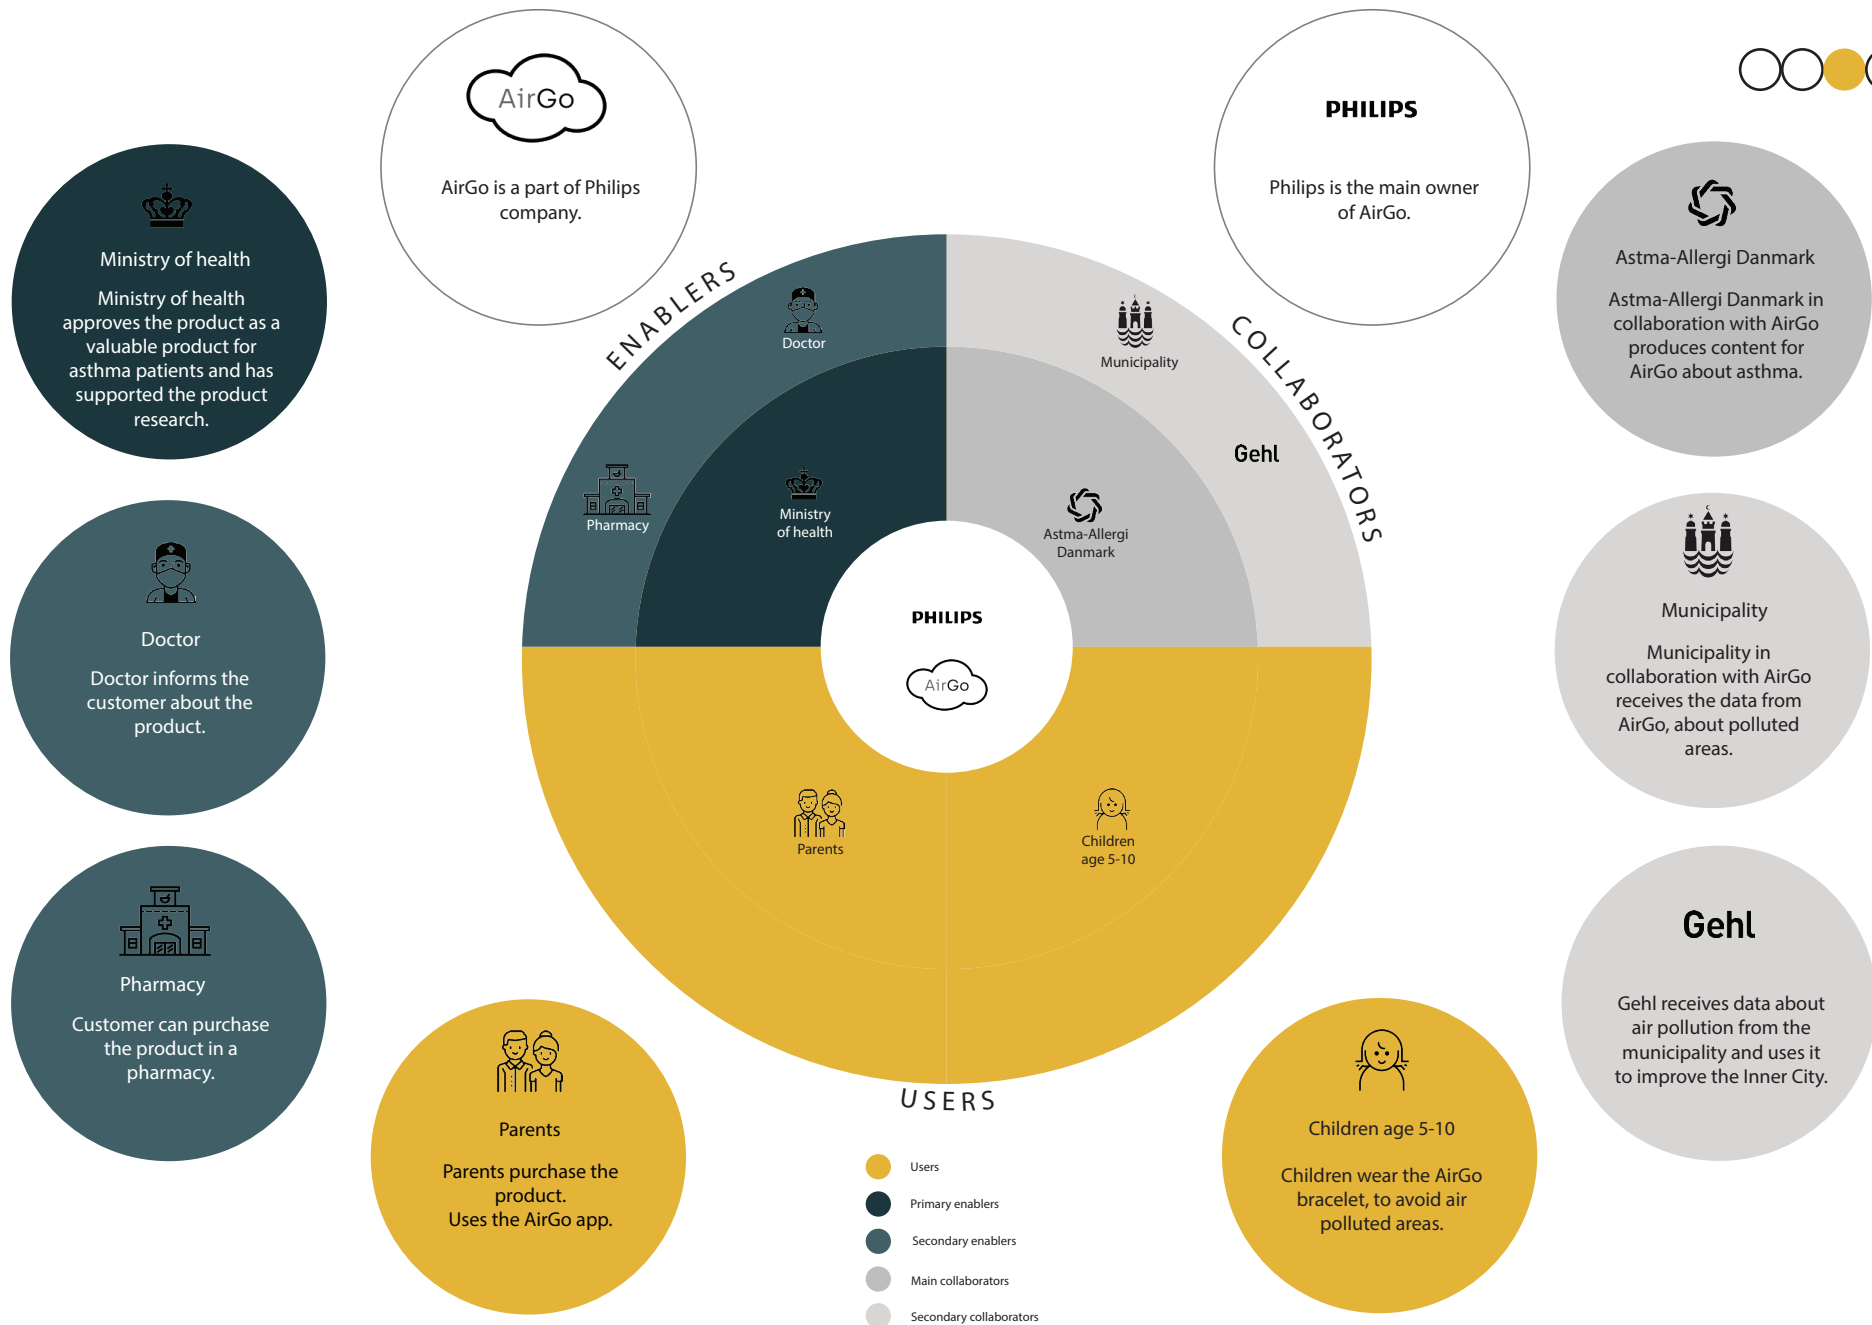 AirGo
AirGo is a part of Philips
company.
PHILIPS
Philips is the main owner
of AirGo.
Ministry of health
Ministry of health
approves the product as a
valuable product for
asthma patients and has
supported the product
research.
Doctor
Doctor informs the
customer about the
product.
Pharmacy
Customer can purchase
the product in a
pharmacy.
ENABLERS
Doctor
Pharmacy
Ministry
of health
COLLABORATORS
Municipality
Gehl
Astma-Allergi
Danmark
PHILIPS
AirGo
Parents
Children
age 5-10
USERS
Astma-Allergi Danmark
Astma-Allergi Danmark in
collaboration with AirGo
produces content for
AirGo about asthma.
Municipality
Municipality in
collaboration with AirGo
receives the data from
AirGo, about polluted
areas.
Gehl
Gehl receives data about
air pollution from the
municipality and uses it
to improve the Inner City.
Parents
Parents purchase the
product.
Uses the AirGo app.
Children age 5-10
Children wear the AirGo
bracelet, to avoid air
polluted areas.
Users
Primary enablers
Secondary enablers
Main collaborators
Secondary collaborators